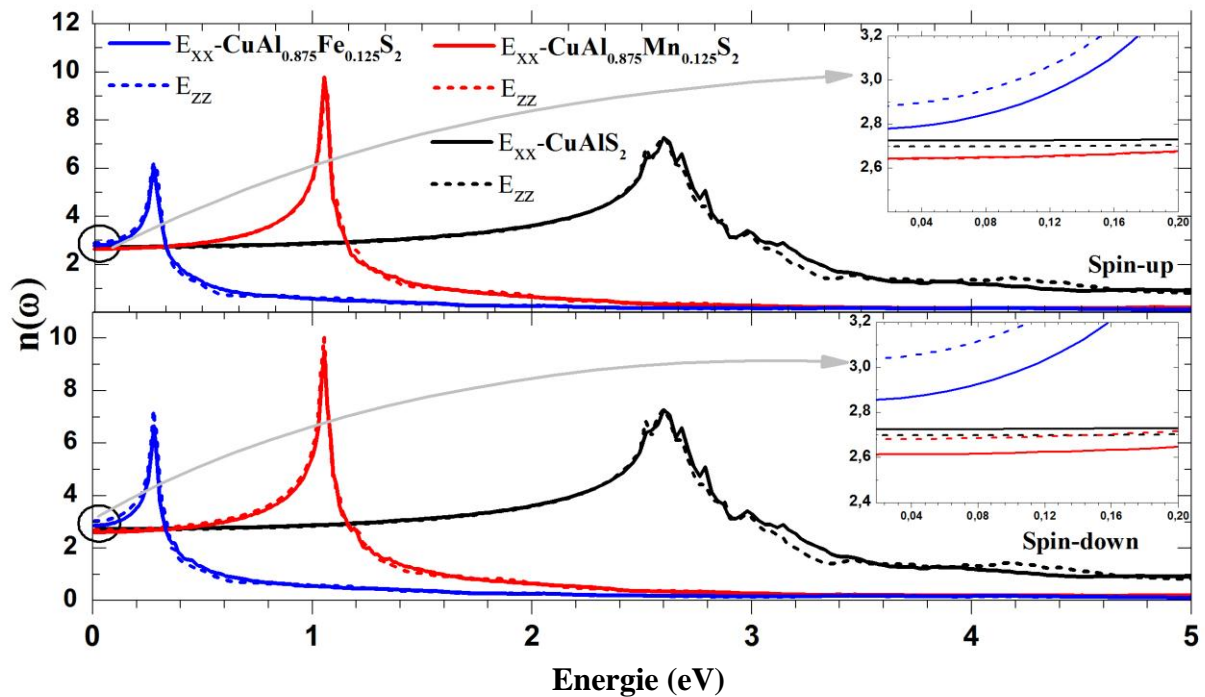 12
10
8
6
4
2
E_XX-CuAl_0.875Fe_0.125S_2
E_ZZ
E_XX-CuAl_0.875Mn_0.125S_2
E_ZZ
E_XX-CuAlS_2
E_ZZ
3,2
3,0
2,8
2,6
0,04 0,08 0,12 0,16 0,20
Spin-up
n(ω)
10
8
6
4
2
0
3,2
3,0
2,8
2,6
2,4
0,04 0,08 0,12 0,16 0,20
Spin-down
0 1 2 3 4 5
Energie (eV)